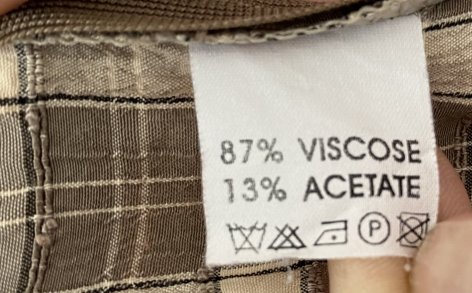 87% VISCOSE
13% ACETATE
P